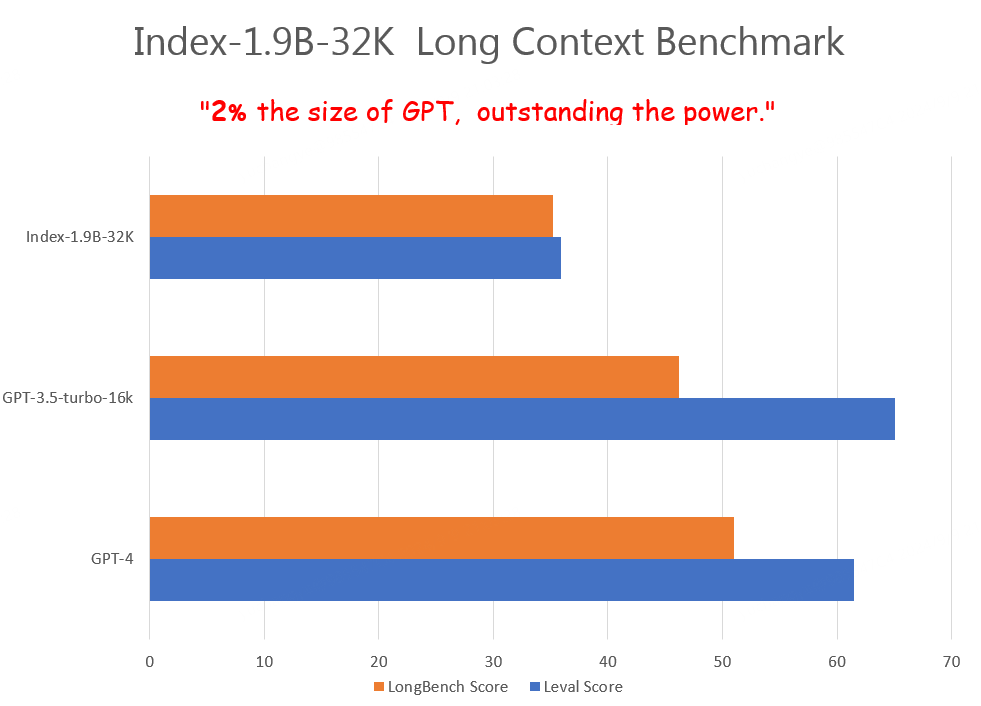 Index-1.9B-32K  Long Context Benchmark
"2% the size of GPT,  outstanding the power."
Index-1.9B-32K
GPT-3.5-turbo-16k
GPT-4
0 10 20 30 40 50 60 70
LongBench Score Leval Score